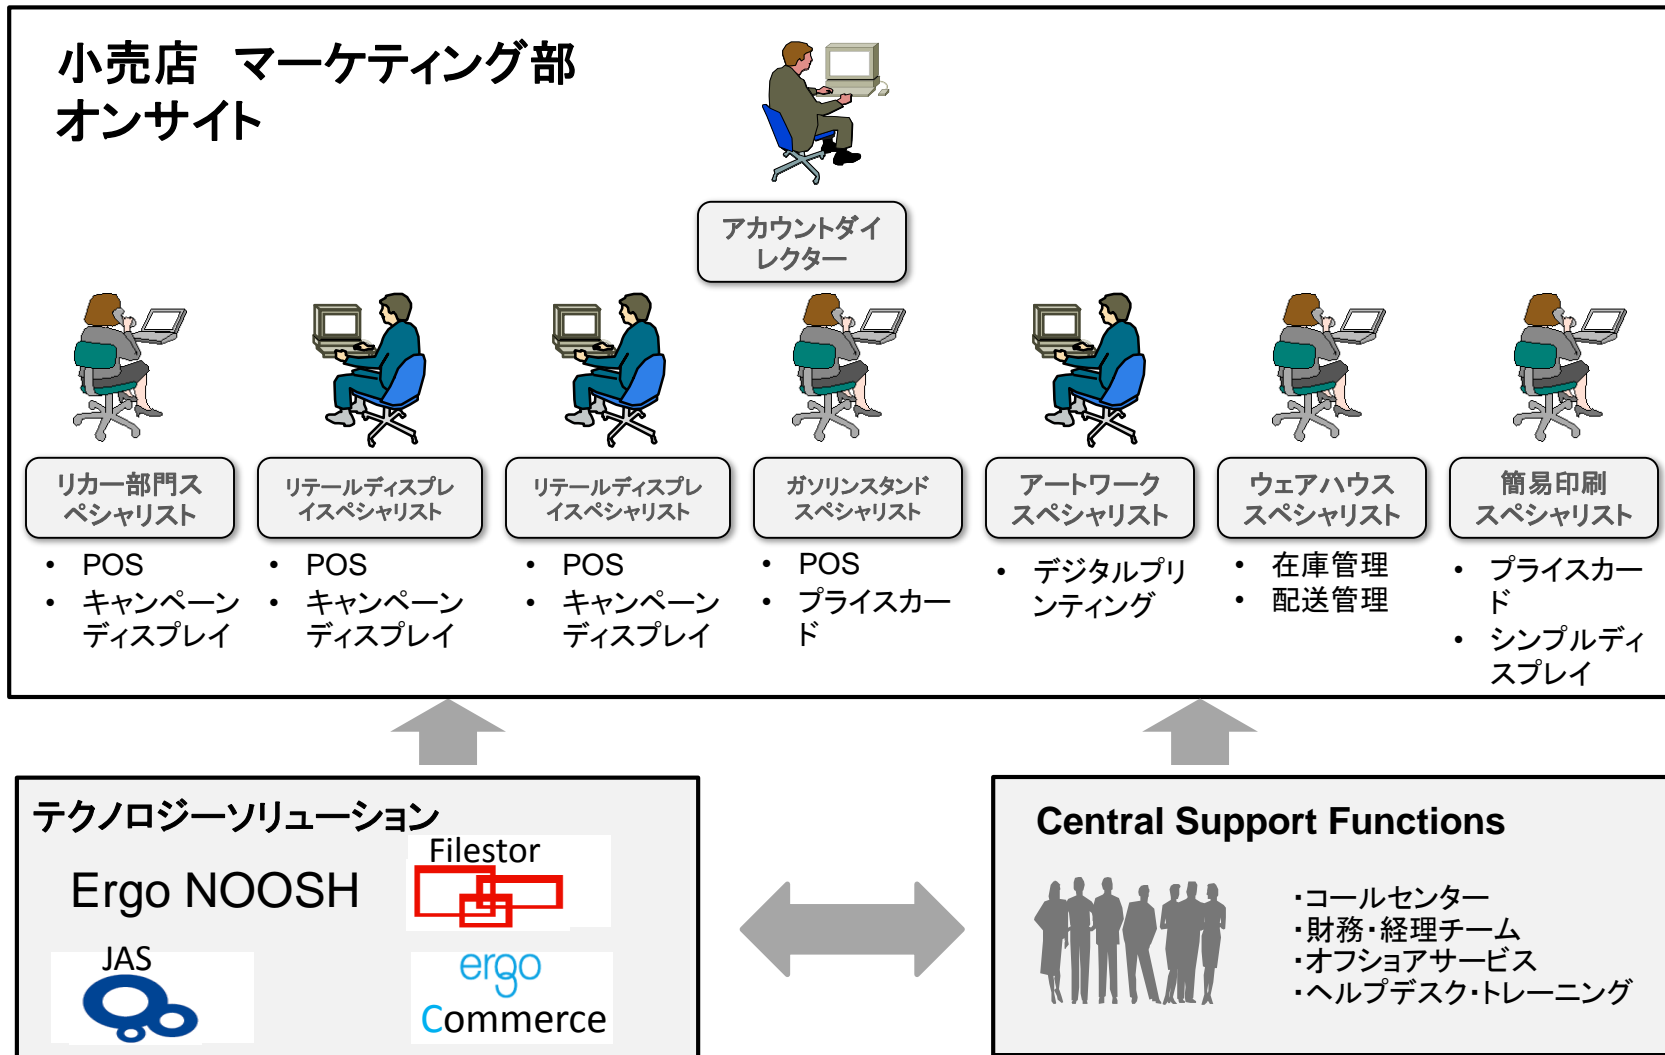 小売店　マーケティング部
オンサイト
アカウントダイ
レクター
リカー部門ス
ペシャリスト
• POS
• キャンペーン
ディスプレイ
リテールディスプレ
イスペシャリスト
• POS
• キャンペーン
ディスプレイ
リテールディスプレ
イスペシャリスト
• POS
• キャンペーン
ディスプレイ
ガソリンスタンド
スペシャリスト
• POS
• プライスカー
ド
アートワーク
スペシャリスト
• デジタルプリ
ンティング
ウェアハウス
スペシャリスト
• 在庫管理
• 配送管理
簡易印刷
スペシャリスト
• プライスカー
ド
• シンプルディ
スプレイ
テクノロジーソリューション
Ergo NOOSH
Filestor
JAS
ergo
Commerce
Central Support Functions
・コールセンター
・財務・経理チーム
・オフショアサービス
・ヘルプデスク・トレーニング